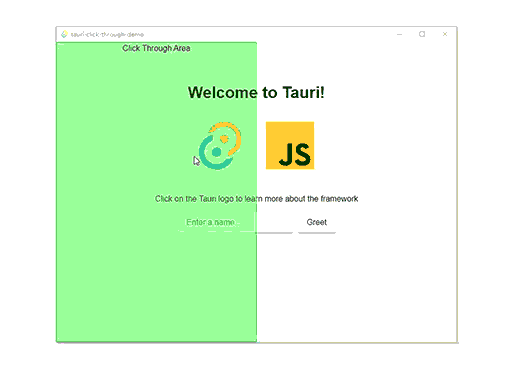 tauri-click-through-demo
Click Through Area
Welcome to Tauri!
JS
Click on the Tauri logo to learn more about the framework
Enter a name... Greet